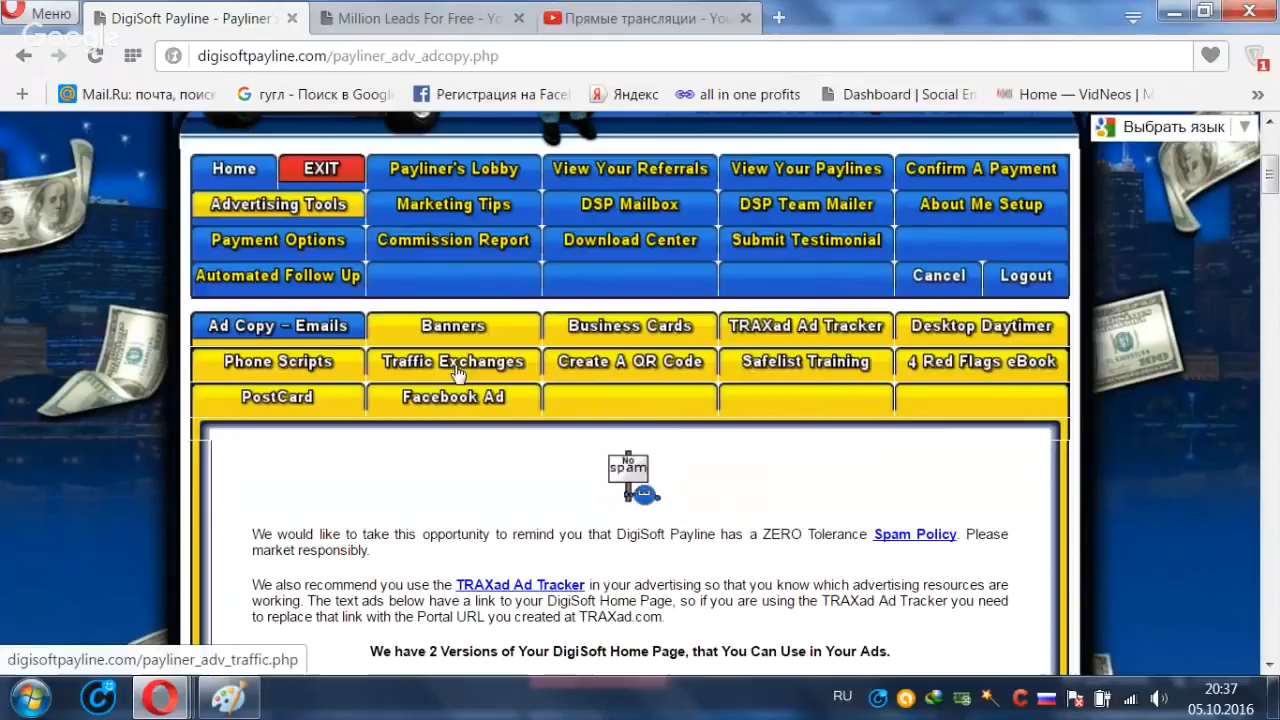 Меню
DigiSoft Payline - Payliner's
Million Leads For Free - Yo
Прямые трансляции - You
Google
digisoftpayline.com/payliner_adv_adcopy.php
1
Mail.Ru: почта, поиск
гугл - Поиск в Google
Регистрация на Face
Яндекс
all in one profits
Dashboard | Social En
Home — VidNeos | M
Выбрать язык
Home
EXIT
Payliner's Lobby
View Your Referrals
View Your Paylines
Confirm A Payment
Advertising Tools
Marketing Tips
DSP Mailbox
DSP Team Mailer
About Me Setup
Payment Options
Commission Report
Download Center
Submit Testimonial
Automated Follow Up
Cancel
Logout
Ad Copy – Emails
Banners
Business Cards
TRAXad Ad Tracker
Desktop Daytimer
Phone Scripts
Traffic Exchanges
Create A QR Code
Safelist Training
4 Red Flags eBook
PostCard
Facebook Ad
No
spam
We would like to take this opportunity to remind you that DigiSoft Payline has a ZERO Tolerance Spam Policy. Please
market responsibly.
We also recommend you use the TRAXad Ad Tracker in your advertising so that you know which advertising resources are
working. The text ads below have a link to your DigiSoft Home Page, so if you are using the TRAXad Ad Tracker you need
to replace that link with the Portal URL you created at TRAXad.com.
We have 2 Versions of Your DigiSoft Home Page, that You Can Use in Your Ads.
digisoftpayline.com/payliner_adv_traffic.php
RU
20:37
05.10.2016